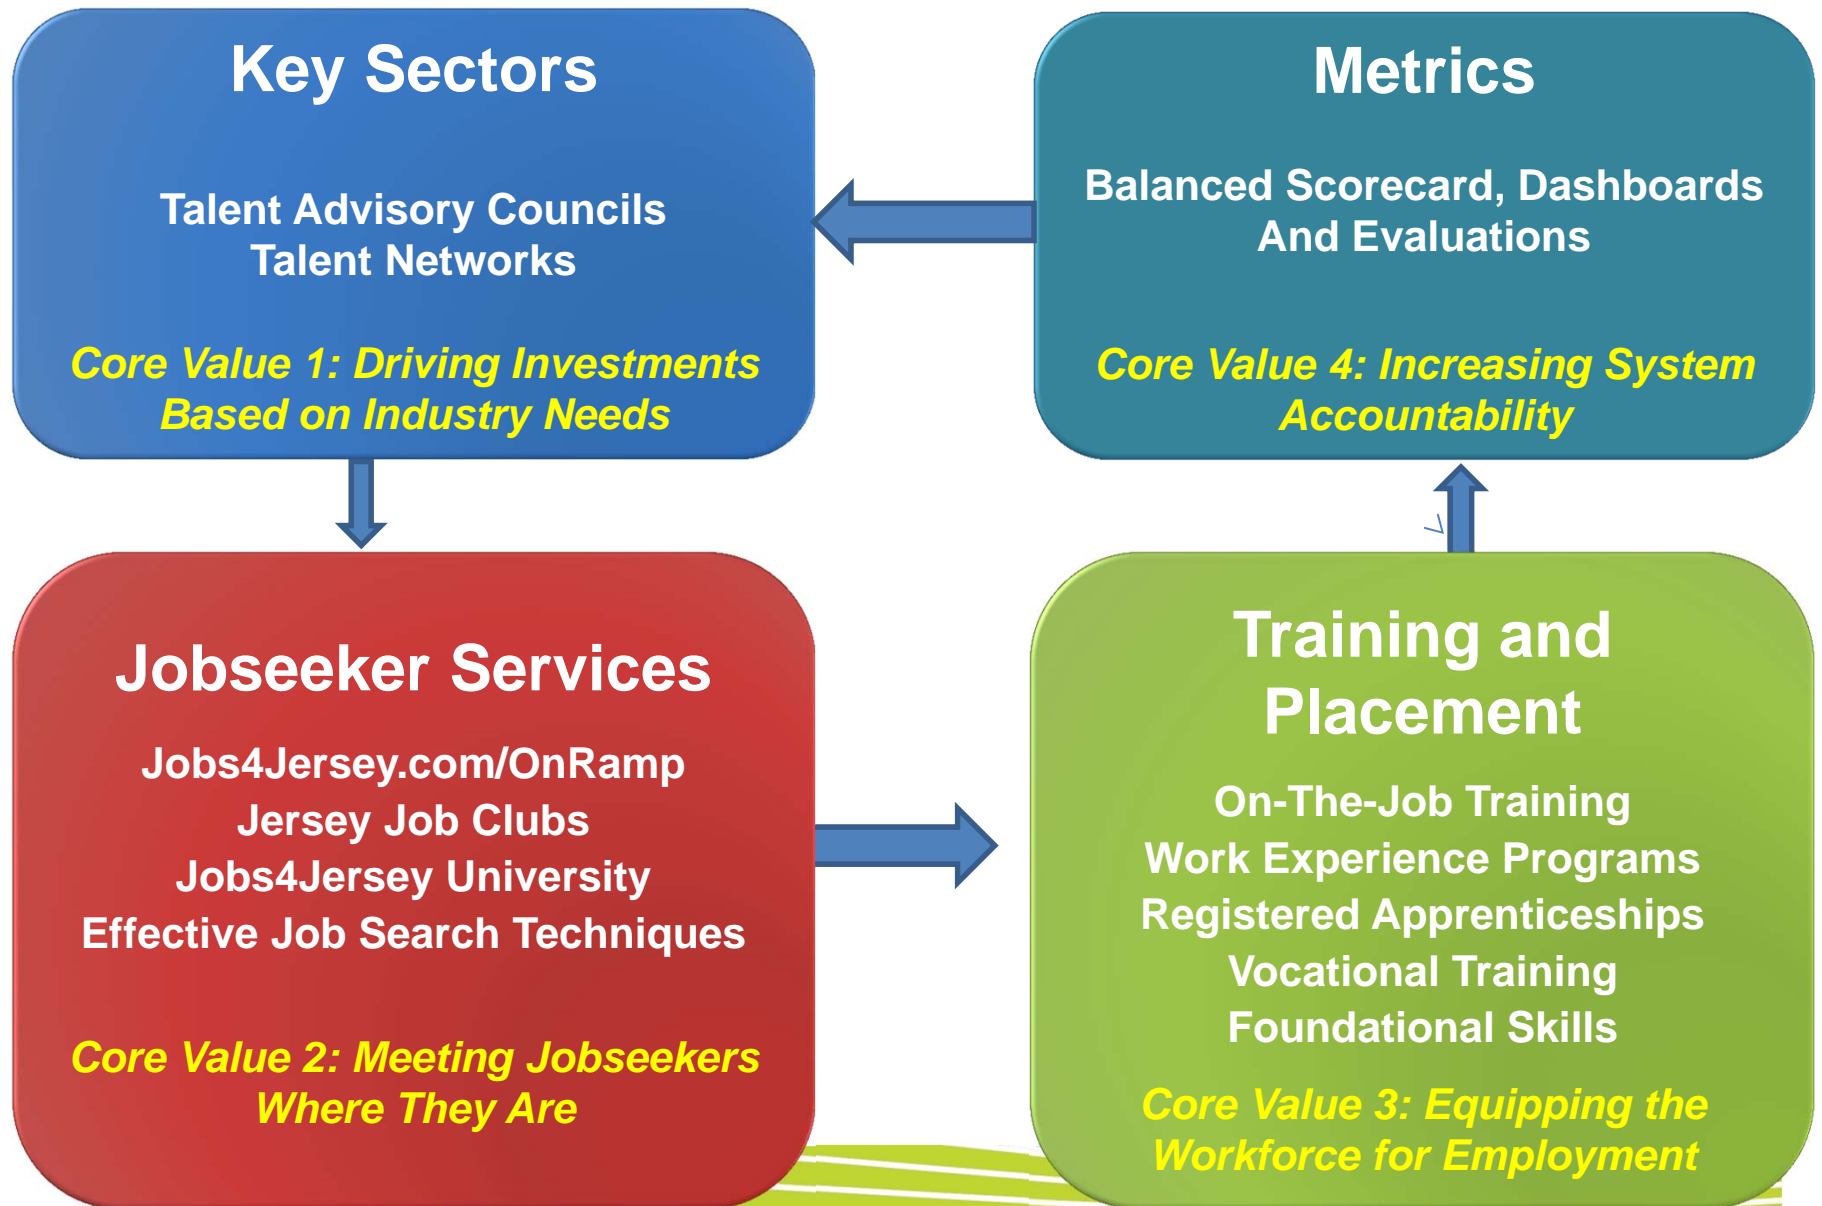 Key Sectors
Talent Advisory Councils
Talent Networks
Core Value 1: Driving Investments
Based on Industry Needs
Metrics
Balanced Scorecard, Dashboards
And Evaluations
Core Value 4: Increasing System
Accountability
Jobseeker Services
Jobs4Jersey.com/OnRamp
Jersey Job Clubs
Jobs4Jersey University
Effective Job Search Techniques
Core Value 2: Meeting Jobseekers
Where They Are
Training and
Placement
On-The-Job Training
Work Experience Programs
Registered Apprenticeships
Vocational Training
Foundational Skills
Core Value 3: Equipping the
Workforce for Employment